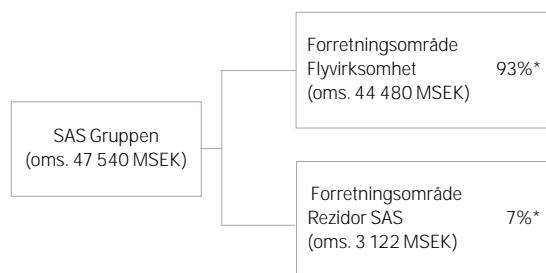 Forretningsområde
Flyvirksomhet 93%*
(oms. 44 480 MSEK)
SAS Gruppen
(oms. 47 540 MSEK)
Forretningsområde
Rezidor SAS 7%*
(oms. 3 122 MSEK)